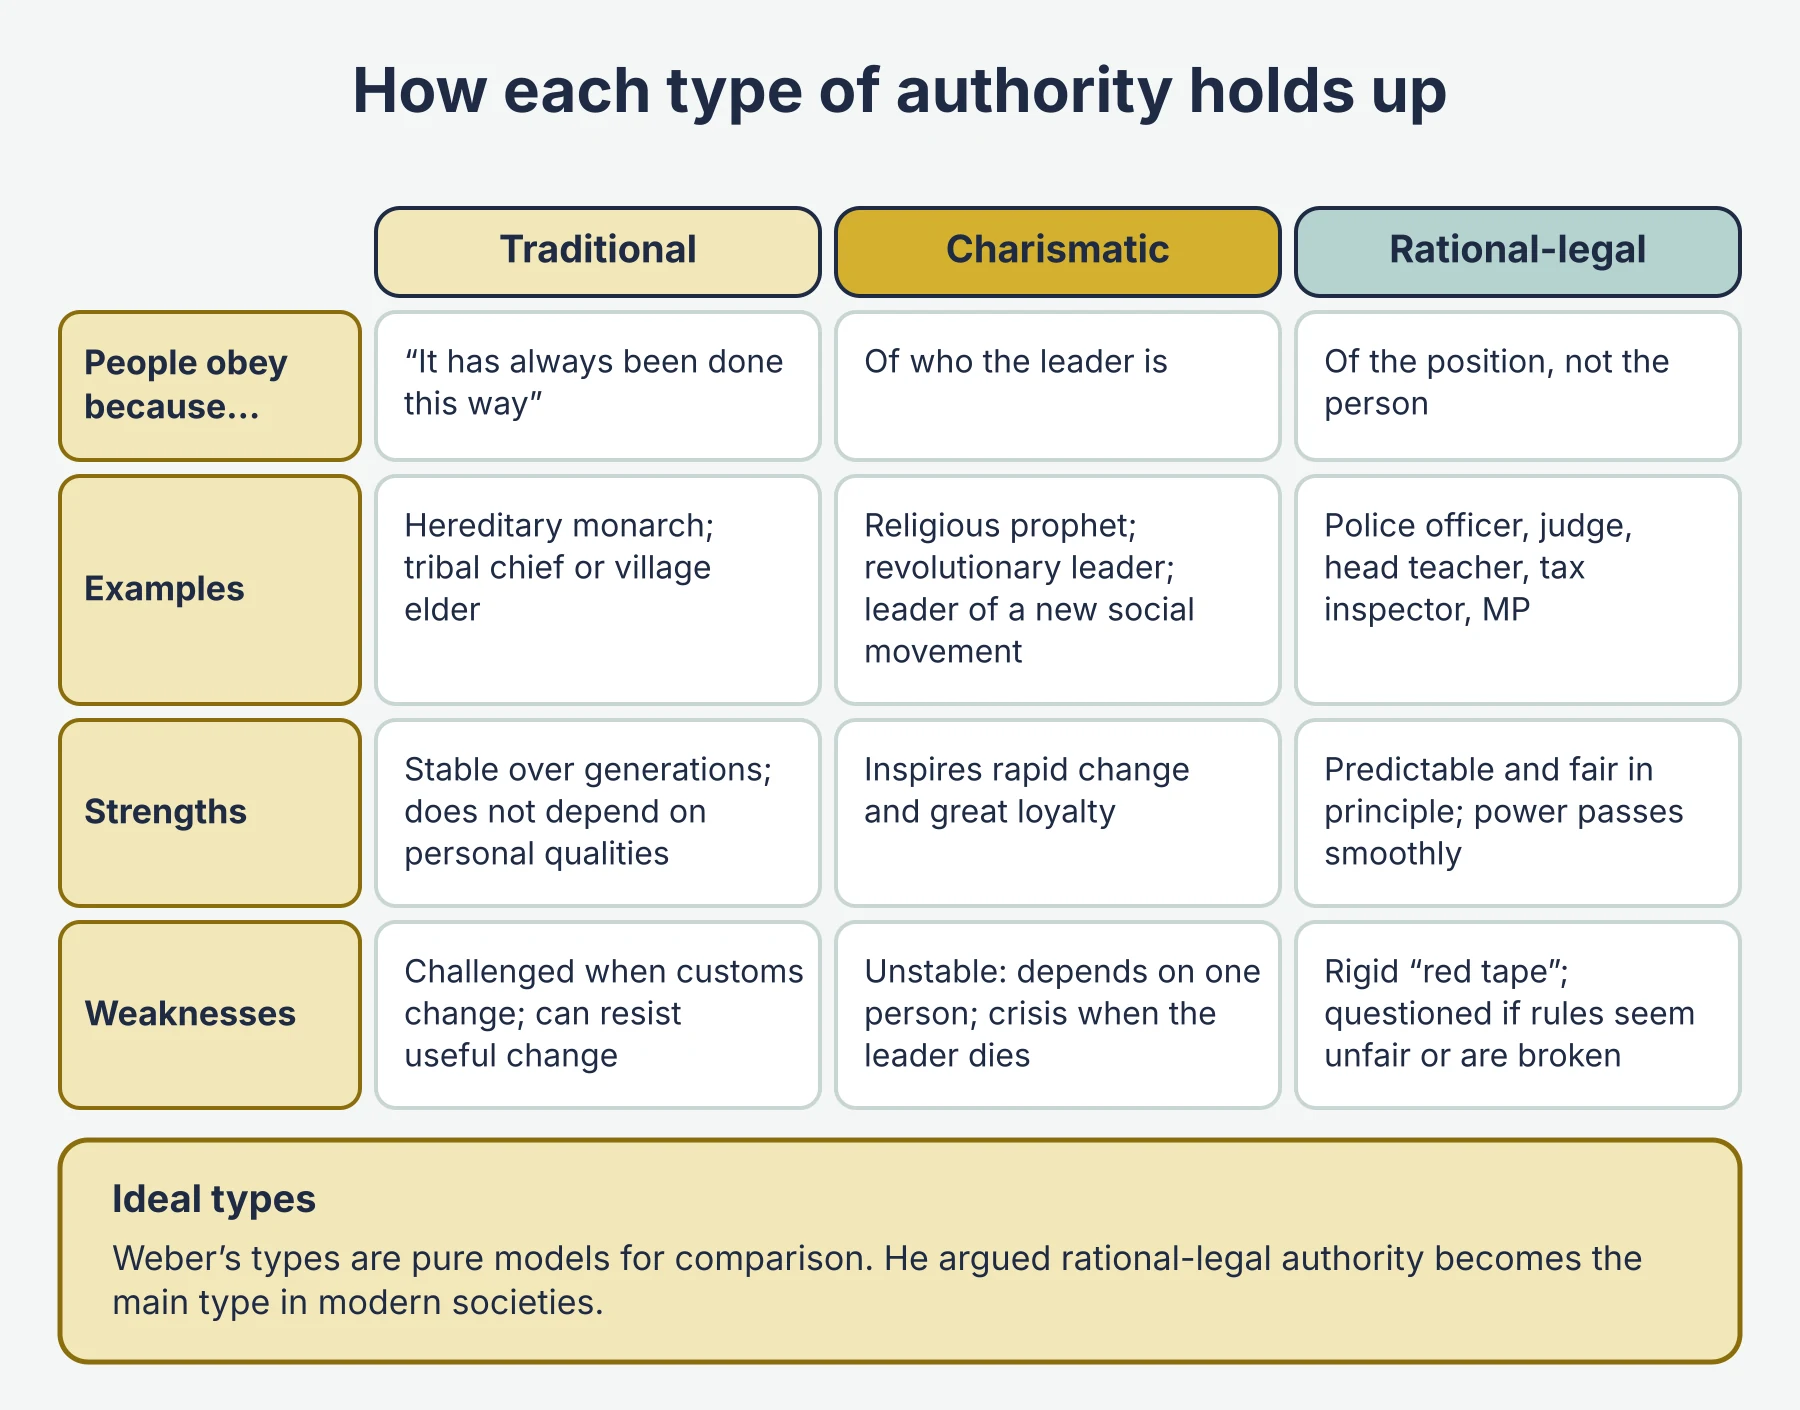 How each type of authority holds up
Traditional
Charismatic
Rational-legal
People obey
because…
“It has always been done
this way”
Of who the leader is
Of the position, not the
person
Examples
Hereditary monarch;
tribal chief or village
elder
Religious prophet;
revolutionary leader;
leader of a new social
movement
Police officer, judge,
head teacher, tax
inspector, MP
Strengths
Stable over generations;
does not depend on
personal qualities
Inspires rapid change
and great loyalty
Predictable and fair in
principle; power passes
smoothly
Weaknesses
Challenged when customs
change; can resist
useful change
Unstable: depends on one
person; crisis when the
leader dies
Rigid “red tape”;
questioned if rules seem
unfair or are broken
Ideal types
Weber’s types are pure models for comparison. He argued rational-legal authority becomes the
main type in modern societies.